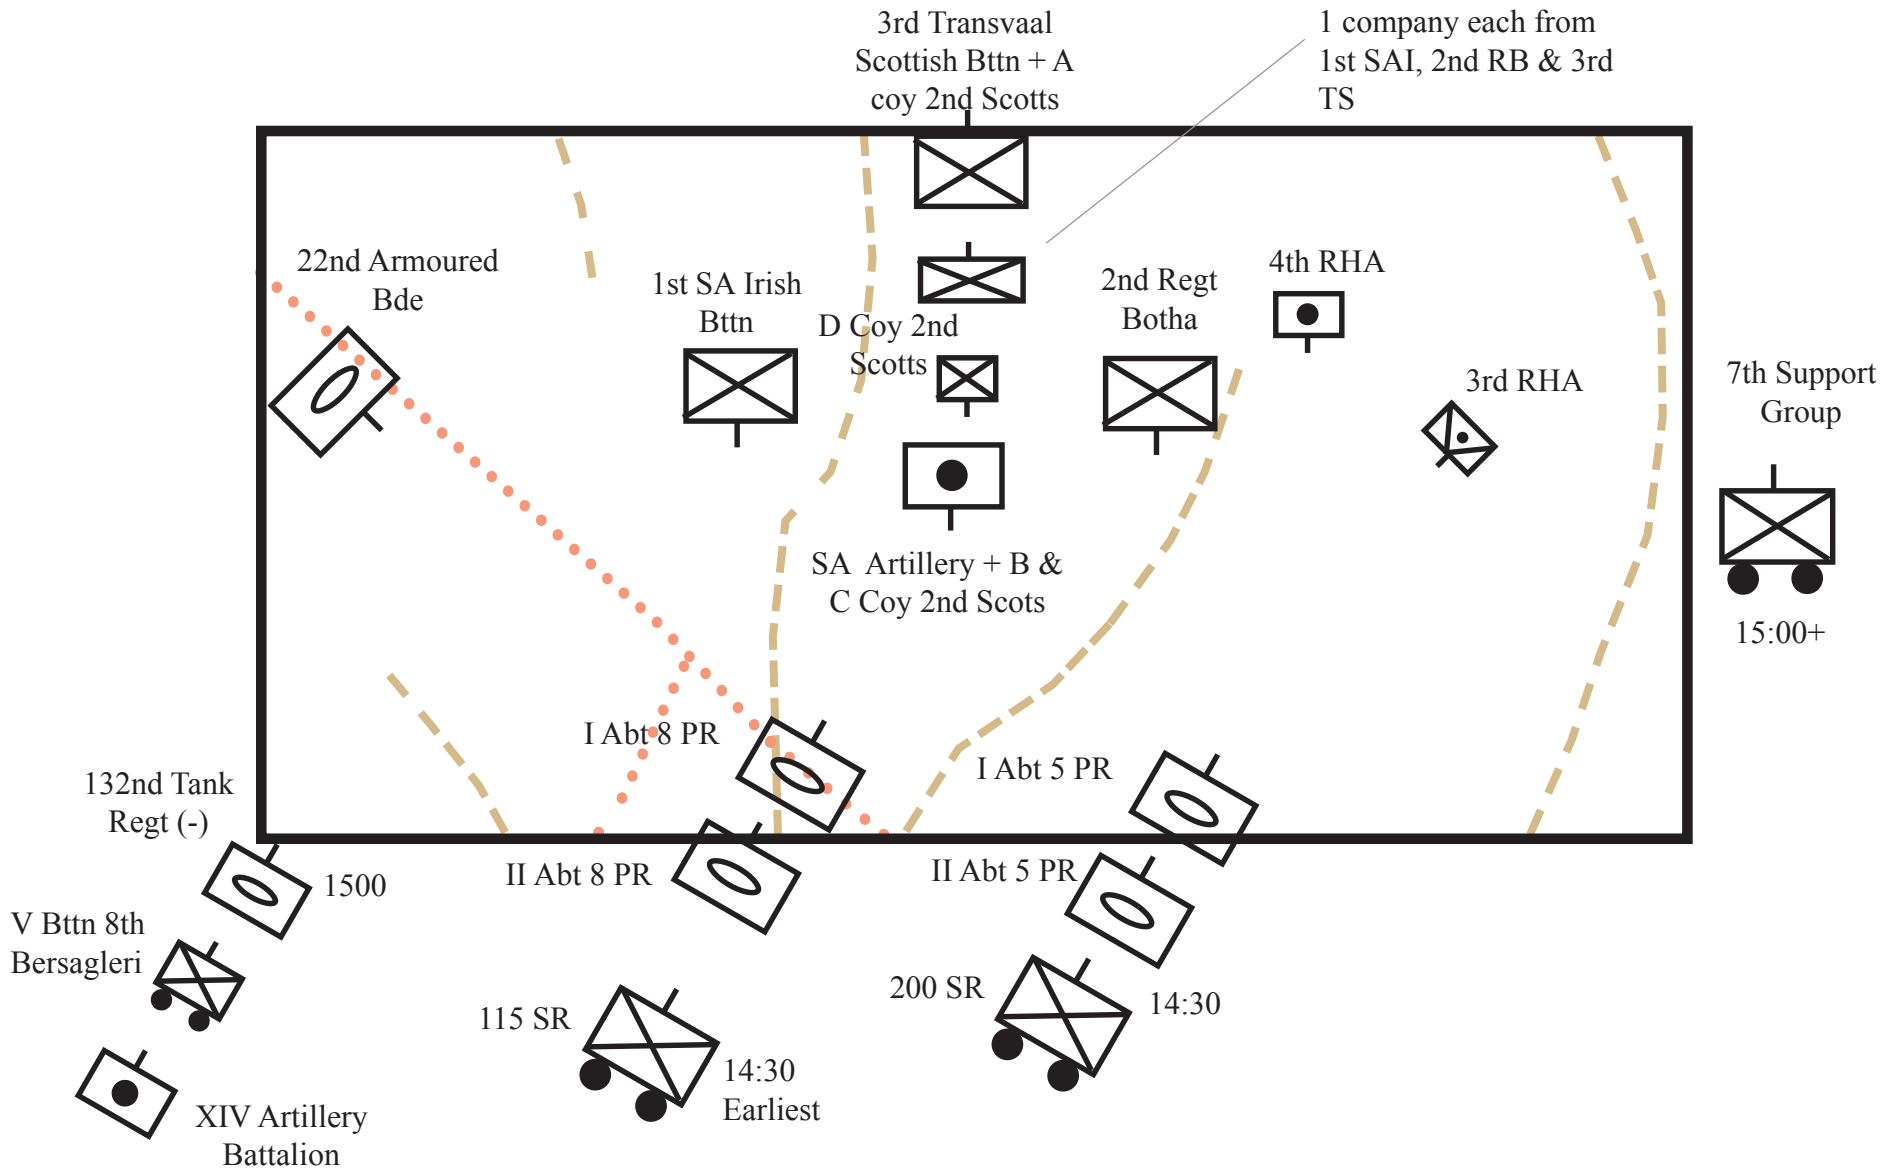 3rd Transvaal
Scottish Bttn + A
coy 2nd Scotts
1 company each from
1st SAI, 2nd RB & 3rd
TS
22nd Armoured
Bde
1st SA Irish
Bttn
D Coy 2nd
Scotts
2nd Regt
Botha
4th RHA
3rd RHA
7th Support
Group
15:00+
SA Artillery + B &
C Coy 2nd Scots
I Abt 8 PR
I Abt 5 PR
132nd Tank
Regt (-)
1500
II Abt 8 PR
II Abt 5 PR
V Bttn 8th
Bersagleri
200 SR
14:30
115 SR
14:30
Earliest
XIV Artillery
Battalion